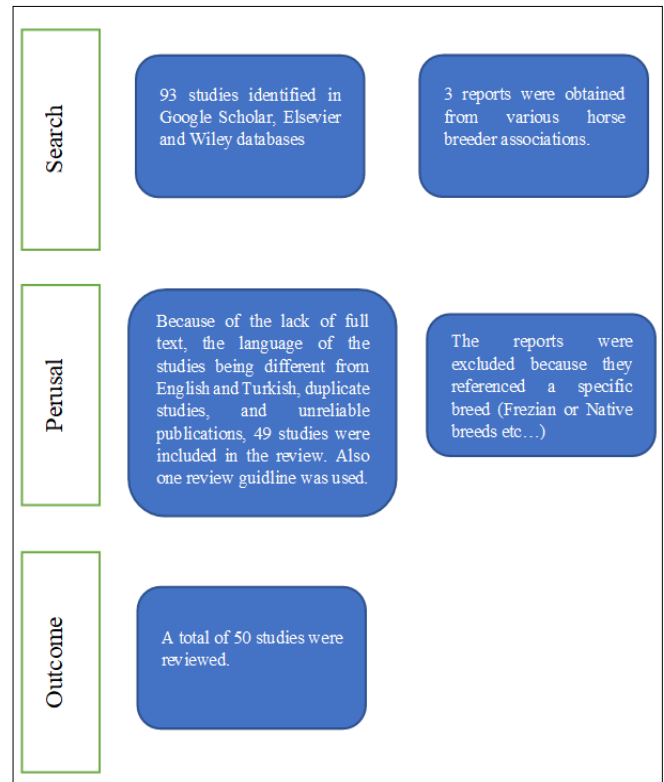 Search
93 studies identified in
Google Scholar, Elsevier
and Wiley databases
3 reports were obtained
from various horse
breeder associations.
Perusal
Because of the lack of full
text, the language of the
studies being different from
English and Turkish, duplicate
studies, and unreliable
publications, 49 studies were
included in the review. Also
one review guidline was used.
The reports were
excluded because they
referenced a specific
breed (Frezian or Native
breeds etc…)
Outcome
A total of 50 studies were
reviewed.